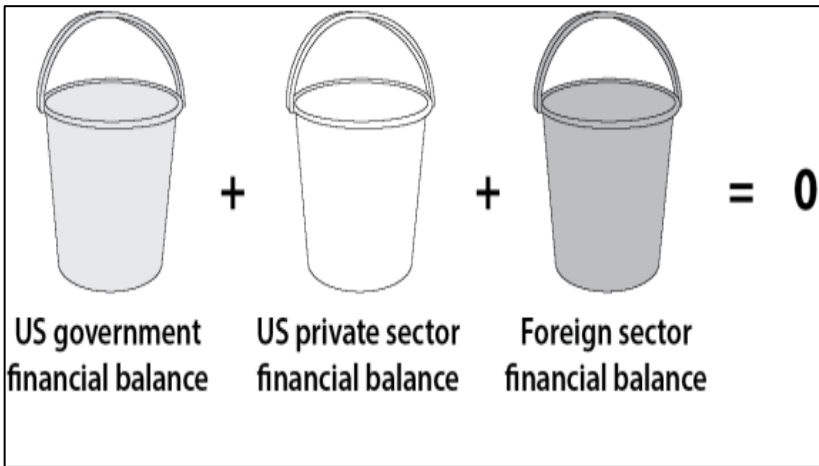 + + = 0
US government US private sector Foreign sector
financial balance financial balance financial balance